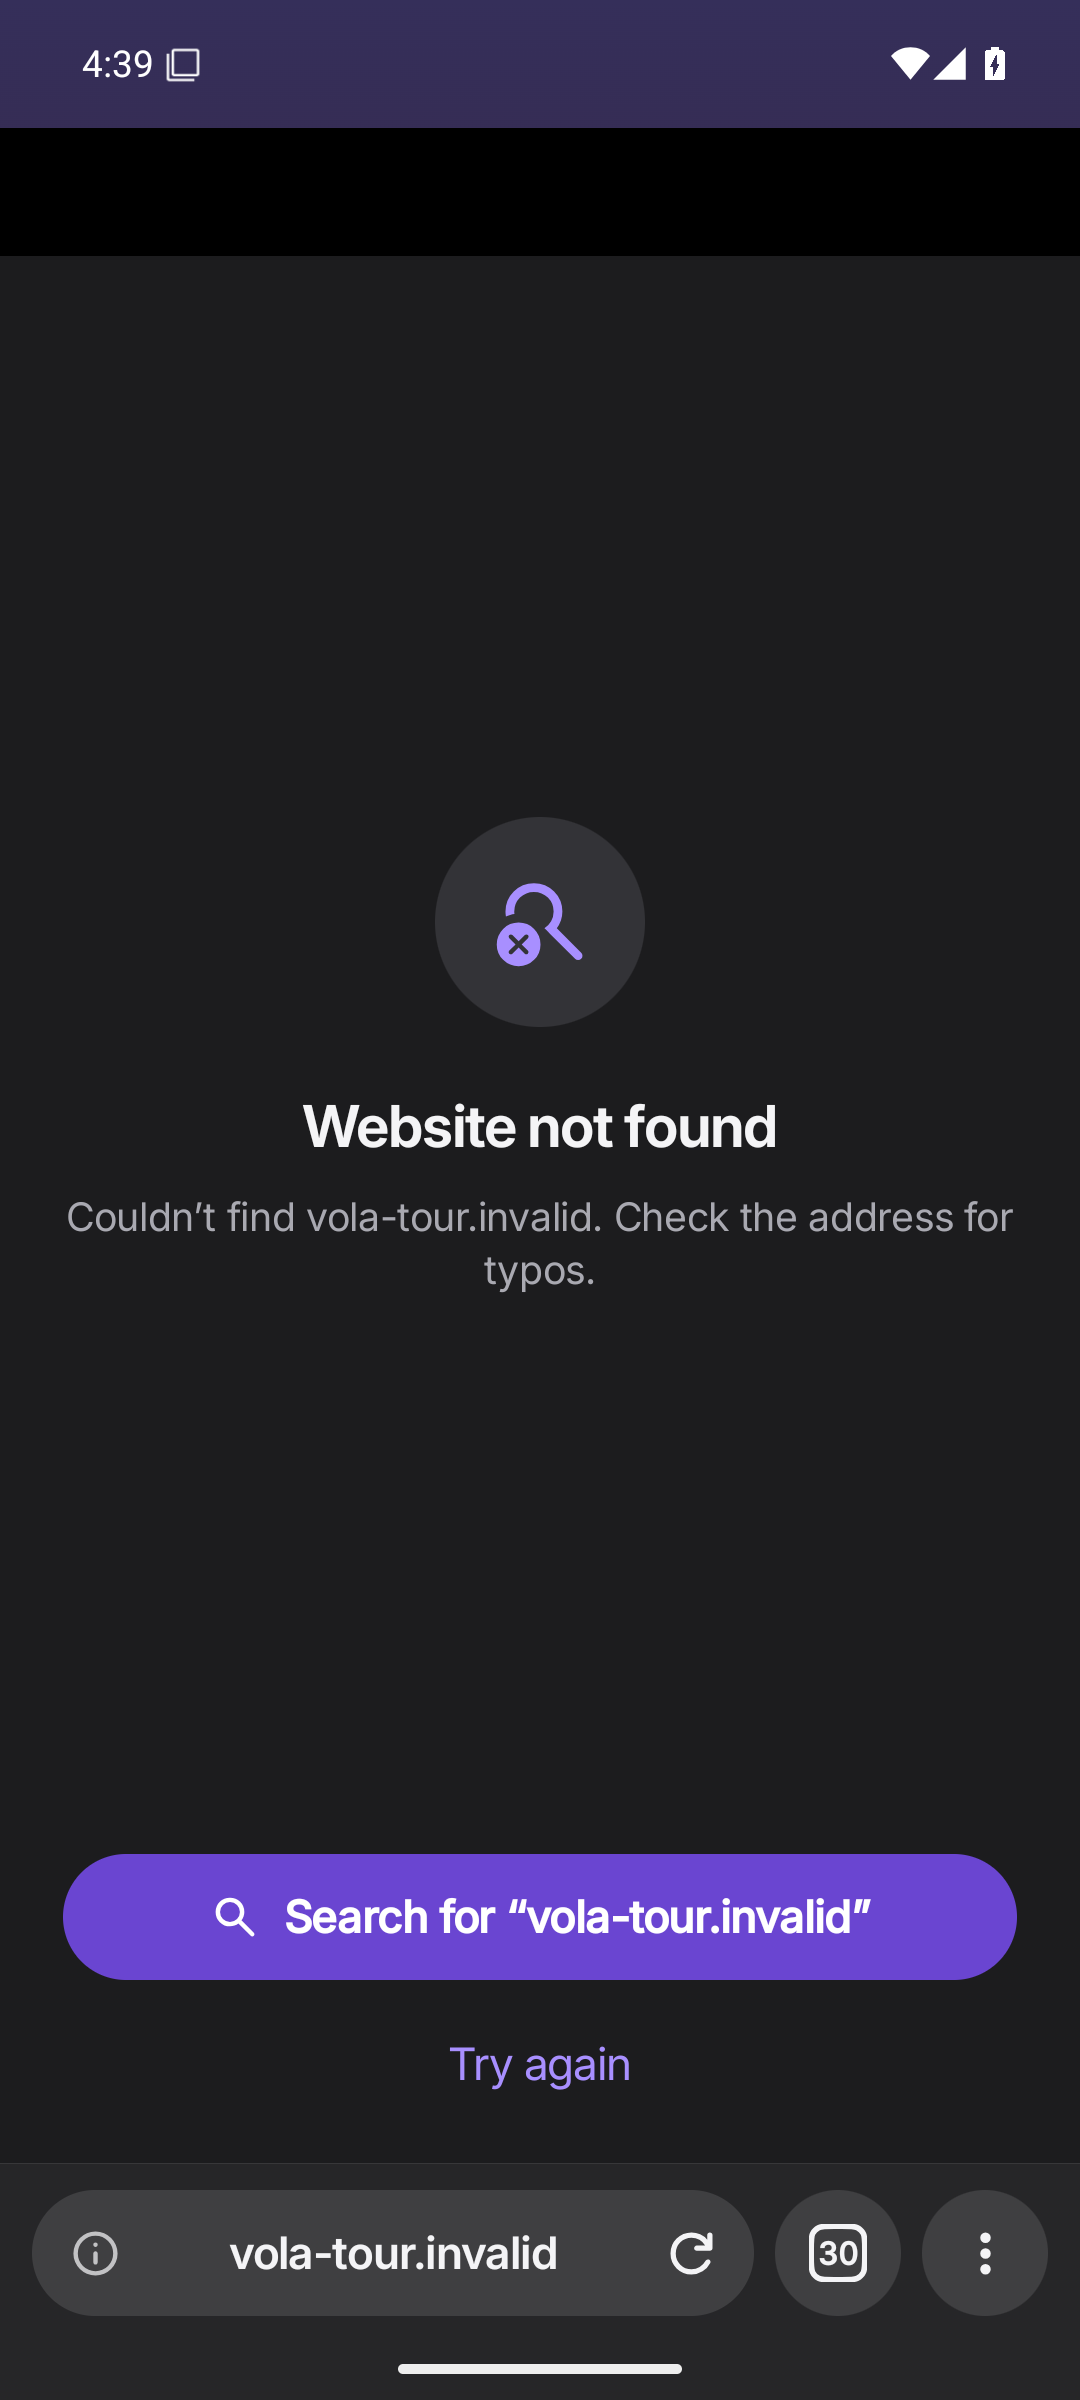 4:39
Website not found
Couldn’t find vola-tour.invalid. Check the address for
typos.
Search for “vola-tour.invalid”
Try again
vola-tour.invalid
30